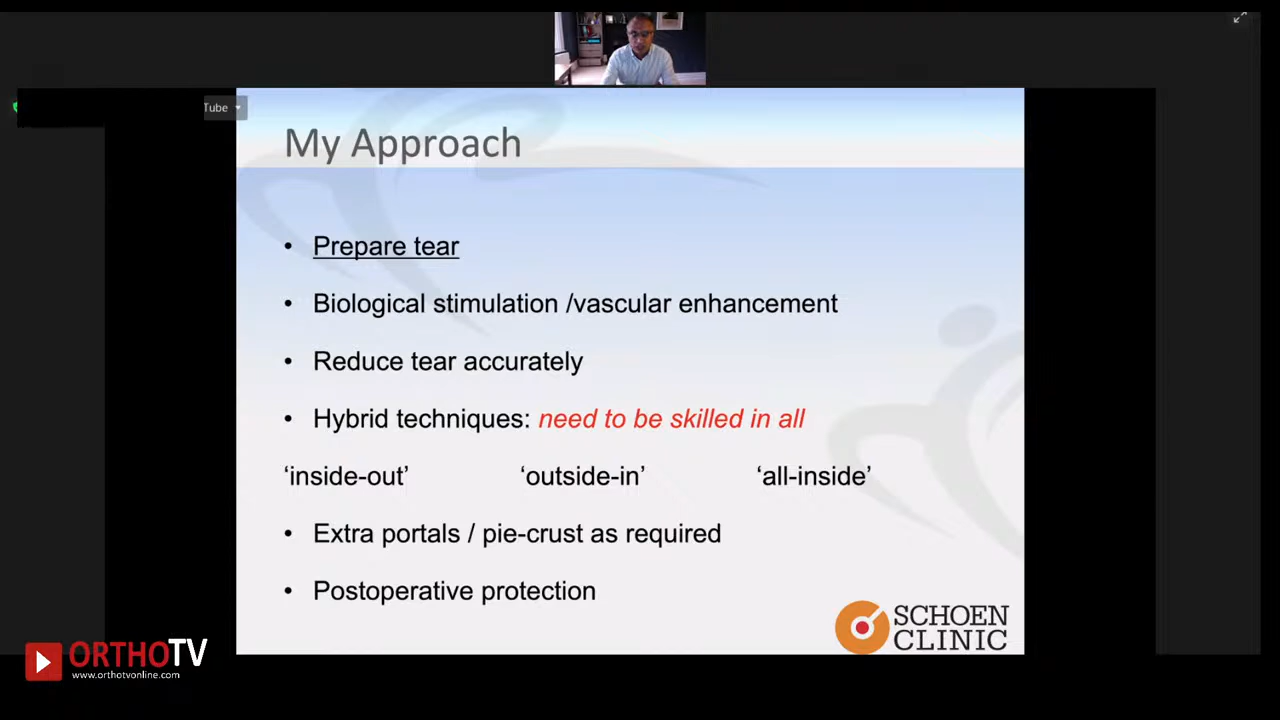 Tube
My Approach
• Prepare tear
• Biological stimulation /vascular enhancement
• Reduce tear accurately
• Hybrid techniques: need to be skilled in all
‘inside-out’ ‘outside-in’ ‘all-inside’
• Extra portals / pie-crust as required
• Postoperative protection
SCHOEN
CLINIC
ORTHOTV
www.orthotvonline.com